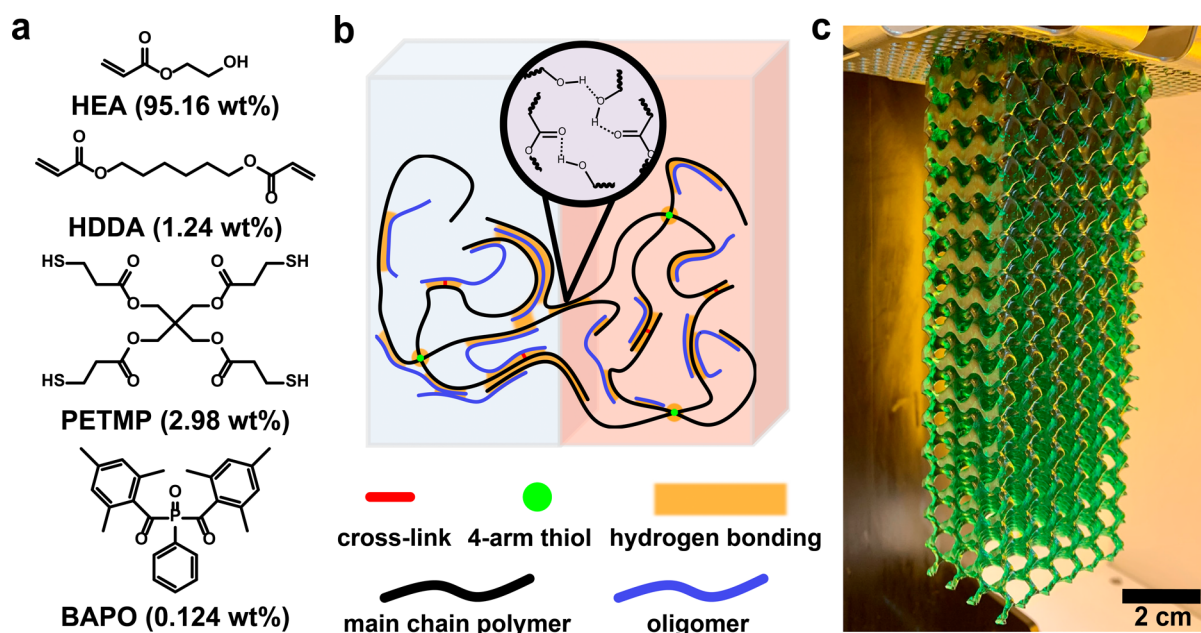 a
O
O
OH
HEA (95.16 wt%)
O
O
O
O
HDDA (1.24 wt%)
HS
SH
O
O
O
O
O
O
O
O
HS
SH
PETMP (2.98 wt%)
O
P
O
O
BAPO (0.124 wt%)
b
O H
O
H
O
O
O
O
H
O
cross-link
4-arm thiol
hydrogen bonding
main chain polymer
oligomer
c
2 cm